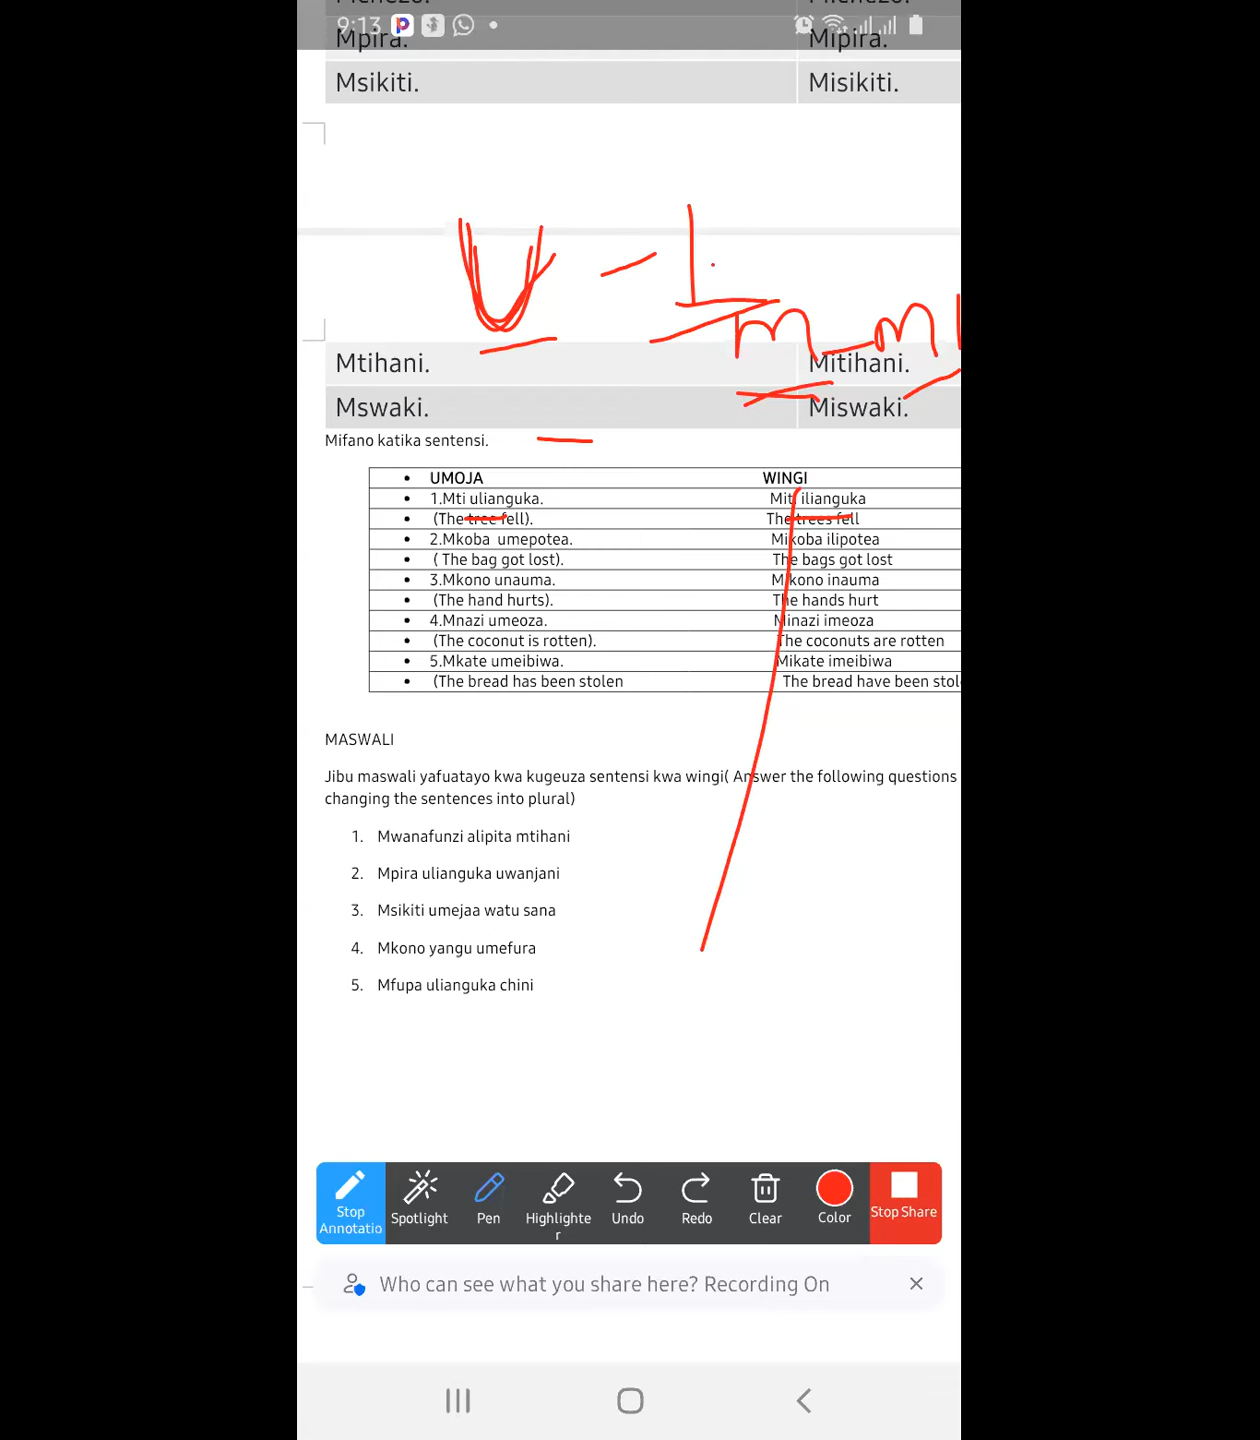 9:13
Mpira. Mipira.
Msikiti. Misikiti.
U - I
m - mi
Mtihani. Mitihani.
Mswaki. Miswaki.
Mifano katika sentensi.
• UMOJA WINGI
• 1.Mti ulianguka. Miti ilianguka
• (The tree fell). The trees fell
• 2.Mkoba umepotea. Mikoba ilipotea
• ( The bag got lost). The bags got lost
• 3.Mkono unauma. Mikono inauma
• (The hand hurts). The hands hurt
• 4.Mnazi umeoza. Minazi imeoza
• (The coconut is rotten). The coconuts are rotten
• 5.Mkate umeibiwa. Mikate imeibiwa
• (The bread has been stolen The bread have been stol
MASWALI
Jibu maswali yafuatayo kwa kugeuza sentensi kwa wingi( Answer the following questions
changing the sentences into plural)
1. Mwanafunzi alipita mtihani
2. Mpira ulianguka uwanjani
3. Msikiti umejaa watu sana
4. Mkono yangu umefura
5. Mfupa ulianguka chini
Stop Annotatio Spotlight Pen Highlighter Undo Redo Clear Color Stop Share
Who can see what you share here? Recording On